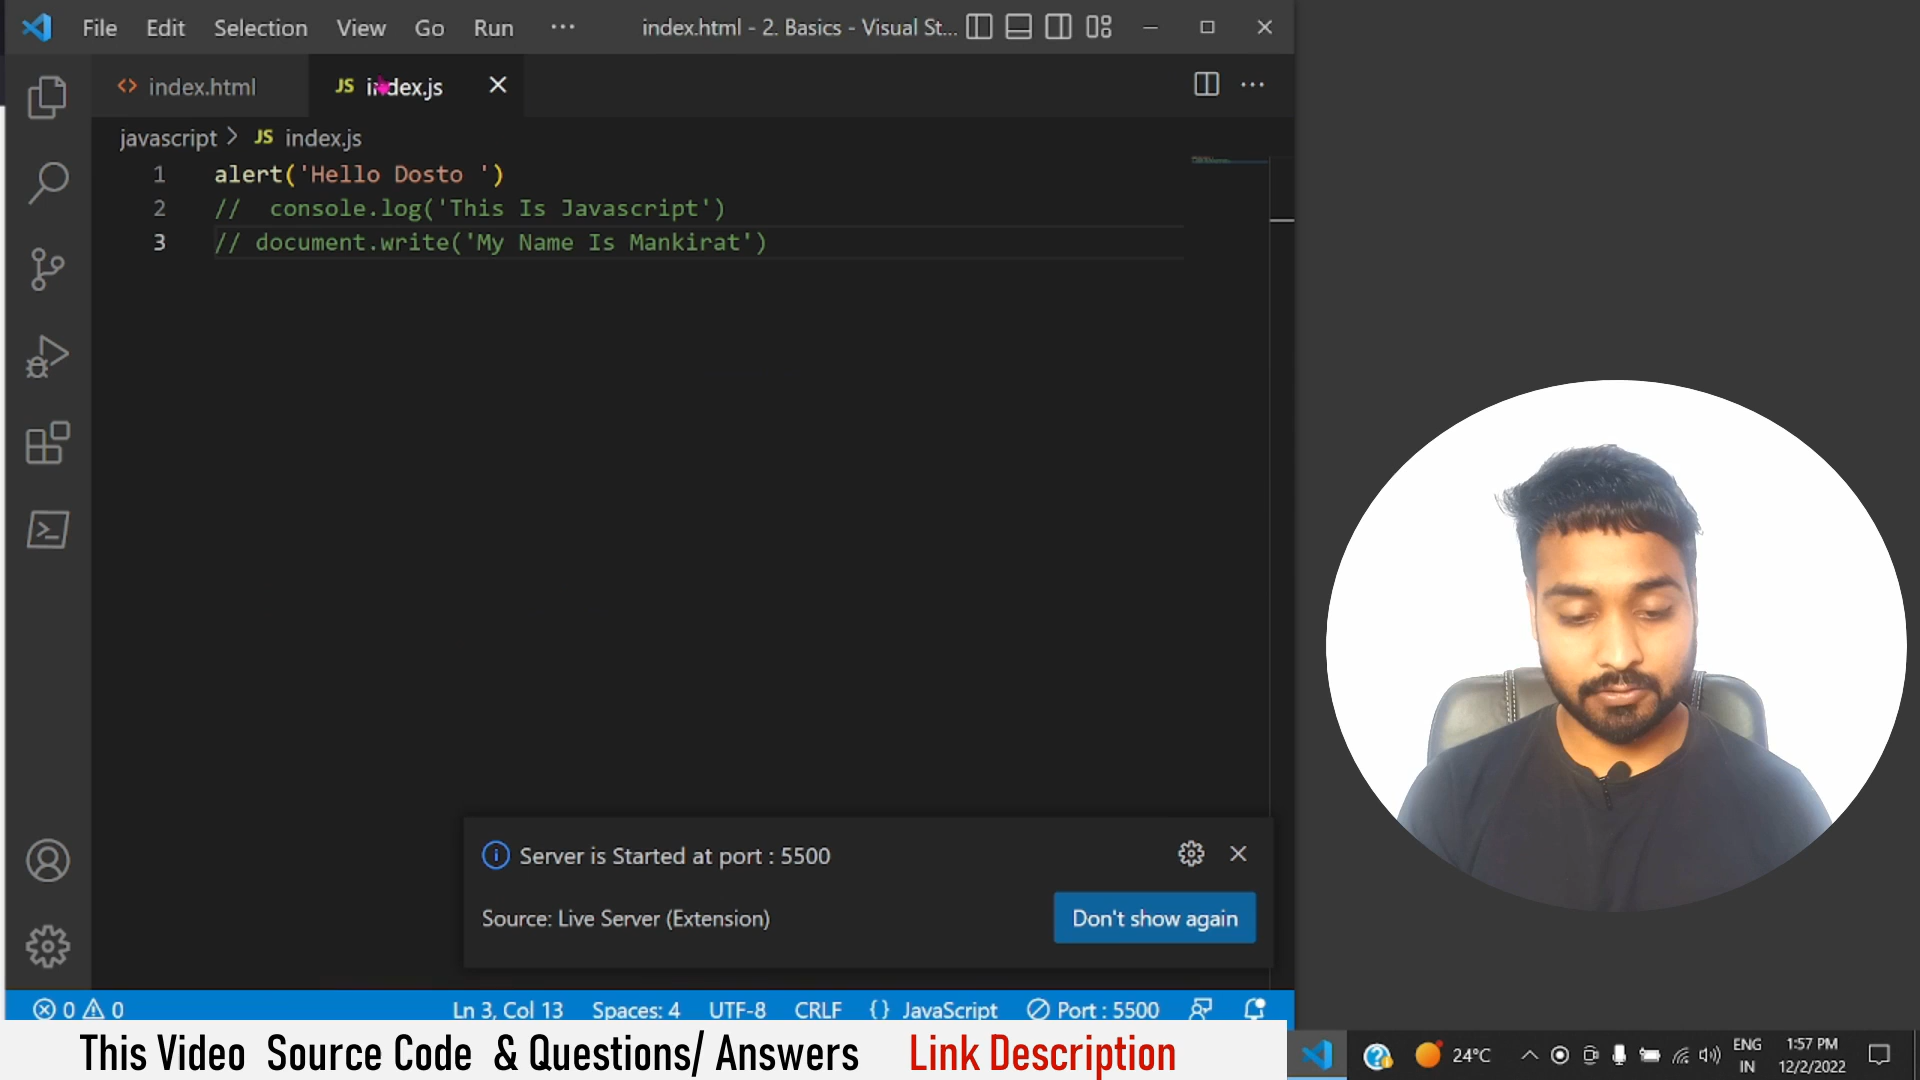 File Edit Selection View Go Run ··· index.html - 2. Basics - Visual St...
index.html JS index.js
javascript > JS index.js
1 alert('Hello Dosto ')
2 //  console.log('This Is Javascript')
3 // document.write('My Name Is Mankirat')
Server is Started at port : 5500
Source: Live Server (Extension) Don't show again
0 0 Ln 3, Col 13 Spaces: 4 UTF-8 CRLF {} JavaScript Port : 5500
This Video Source Code & Questions/ Answers Link Description
24°C ENG IN 1:57 PM 12/2/2022